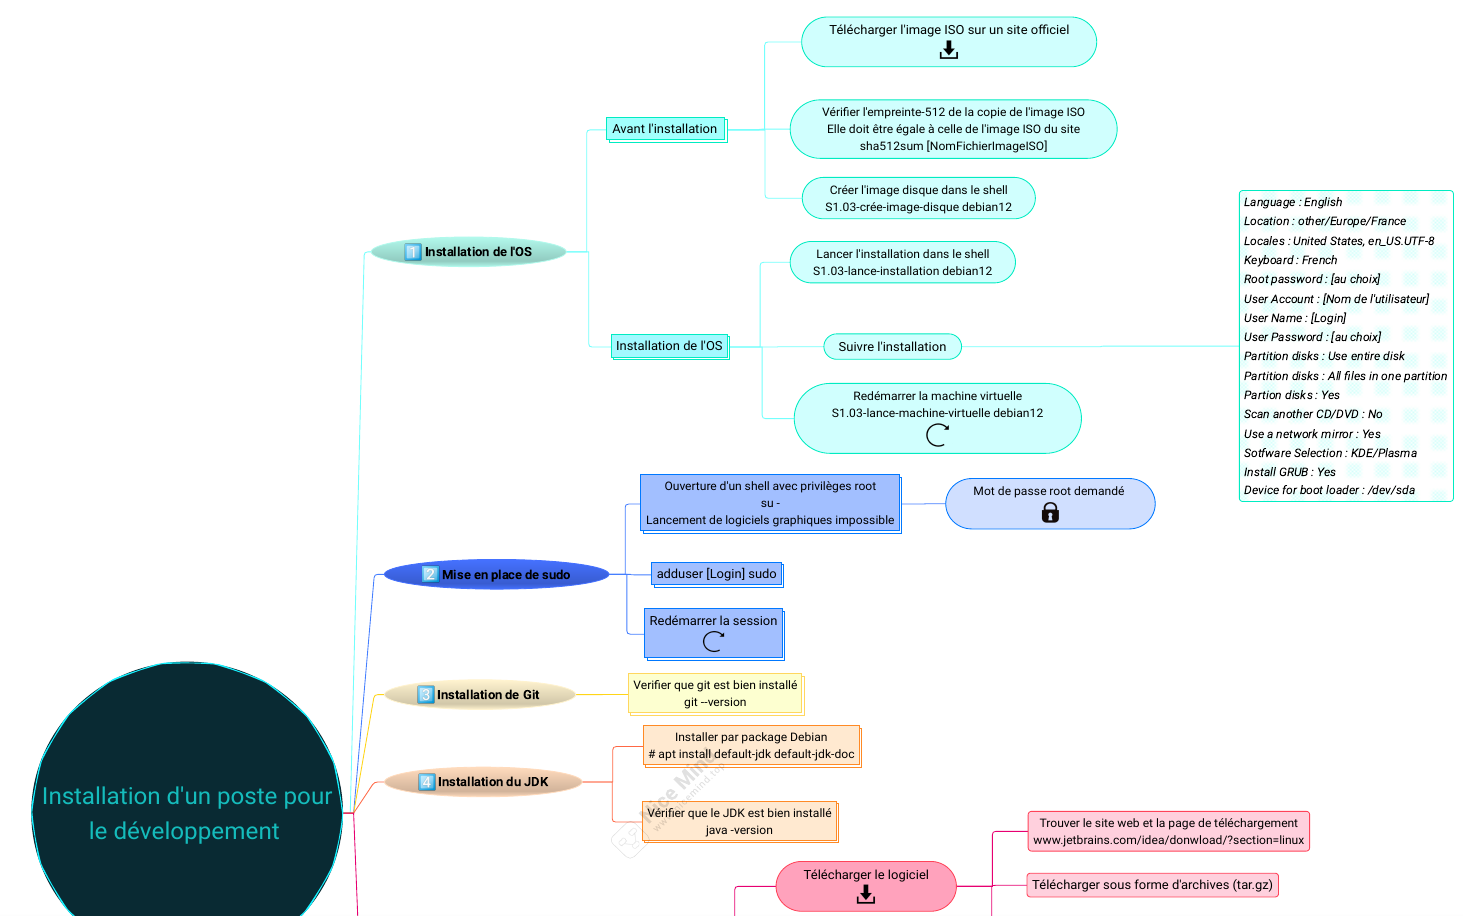 Installation d'un poste pour
le développement
1 Installation de l'OS
Avant l'installation
Télécharger l'image ISO sur un site officiel
Vérifier l'empreinte-512 de la copie de l'image ISO
Elle doit être égale à celle de l'image ISO du site
sha512sum [NomFichierImageISO]
Créer l'image disque dans le shell
S1.03-crée-image-disque debian12
Installation de l'OS
Lancer l'installation dans le shell
S1.03-lance-installation debian12
Suivre l'installation
Language : English
Location : other/Europe/France
Locales : United States, en_US.UTF-8
Keyboard : French
Root password : [au choix]
User Account : [Nom de l'utilisateur]
User Name : [Login]
User Password : [au choix]
Partition disks : Use entire disk
Partition disks : All files in one partition
Partion disks : Yes
Scan another CD/DVD : No
Use a network mirror : Yes
Sotfware Selection : KDE/Plasma
Install GRUB : Yes
Device for boot loader : /dev/sda
Redémarrer la machine virtuelle
S1.03-lance-machine-virtuelle debian12
2 Mise en place de sudo
Ouverture d'un shell avec privilèges root
su -
Lancement de logiciels graphiques impossible
Mot de passe root demandé
adduser [Login] sudo
Redémarrer la session
3 Installation de Git
Verifier que git est bien installé
git --version
4 Installation du JDK
Installer par package Debian
# apt install default-jdk default-jdk-doc
Vérifier que le JDK est bien installé
java -version
Nice Mind
www.nicemind.top
Télécharger le logiciel
Trouver le site web et la page de téléchargement
www.jetbrains.com/idea/donwload/?section=linux
Télécharger sous forme d'archives (tar.gz)